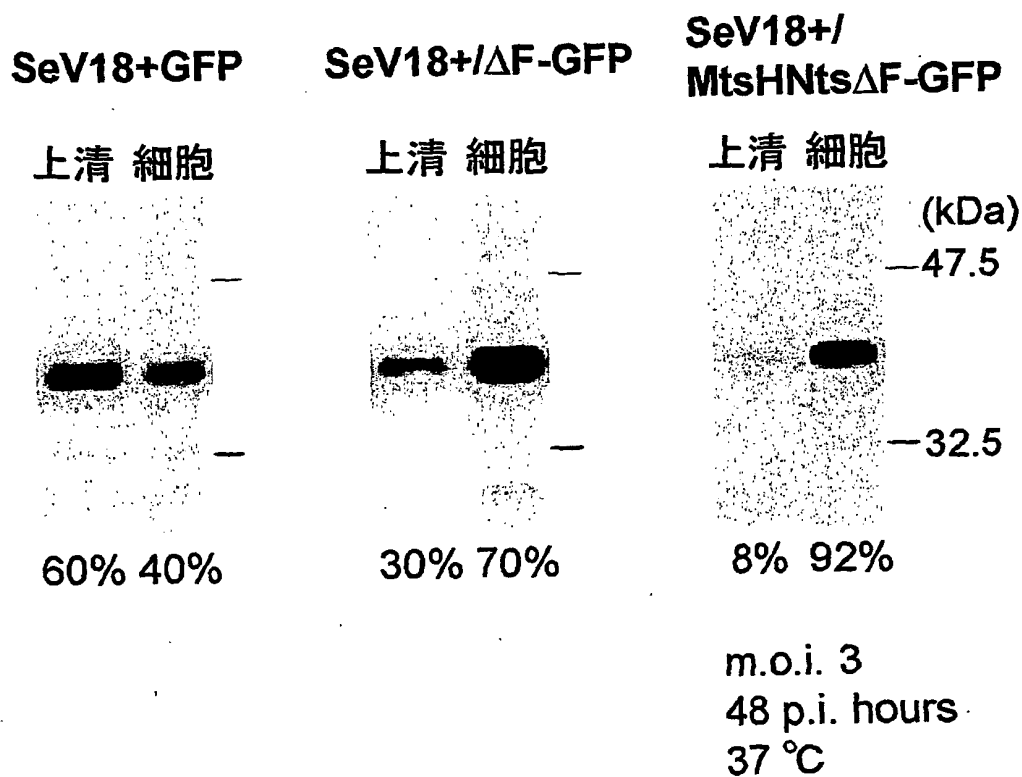 SeV18+GFP
上清 細胞
60% 40%
SeV18+/ΔF-GFP
上清 細胞
30% 70%
SeV18+/
MtsHNtsΔF-GFP
上清 細胞
(kDa)
47.5
32.5
8% 92%
m.o.i. 3
48 p.i. hours
37 °C